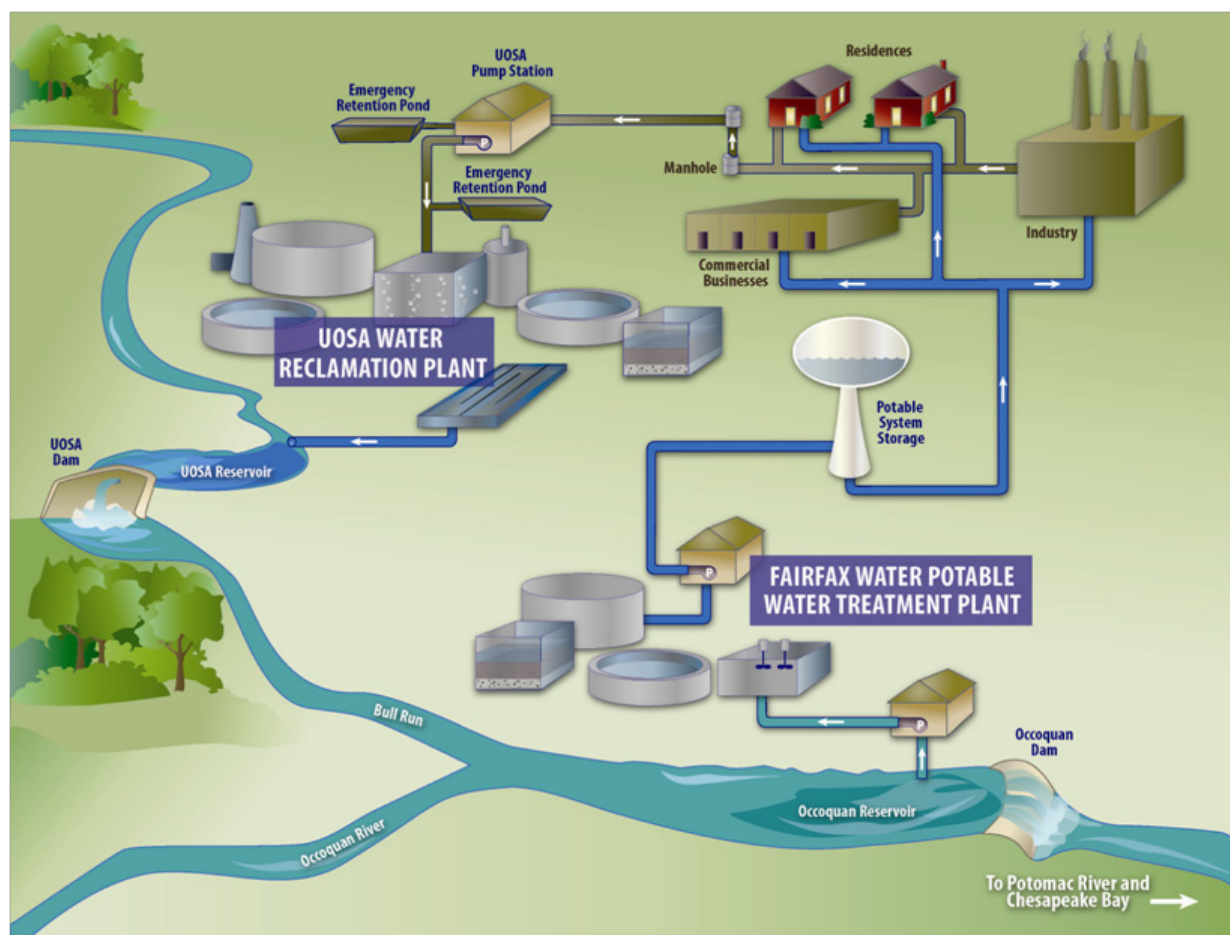 Residences
UOSA
Pump Station
Emergency
Retention Pond
P
Manhole
Emergency
Retention Pond
Industry
Commercial
Businesses
UOSA WATER
RECLAMATION PLANT
Potable
System
Storage
UOSA
Dam
UOSA Reservoir
P
FAIRFAX WATER POTABLE
WATER TREATMENT PLANT
Bull Run
P
Occoquan
Dam
Occoquan Reservoir
Occoquan River
To Potomac River and
Chesapeake Bay